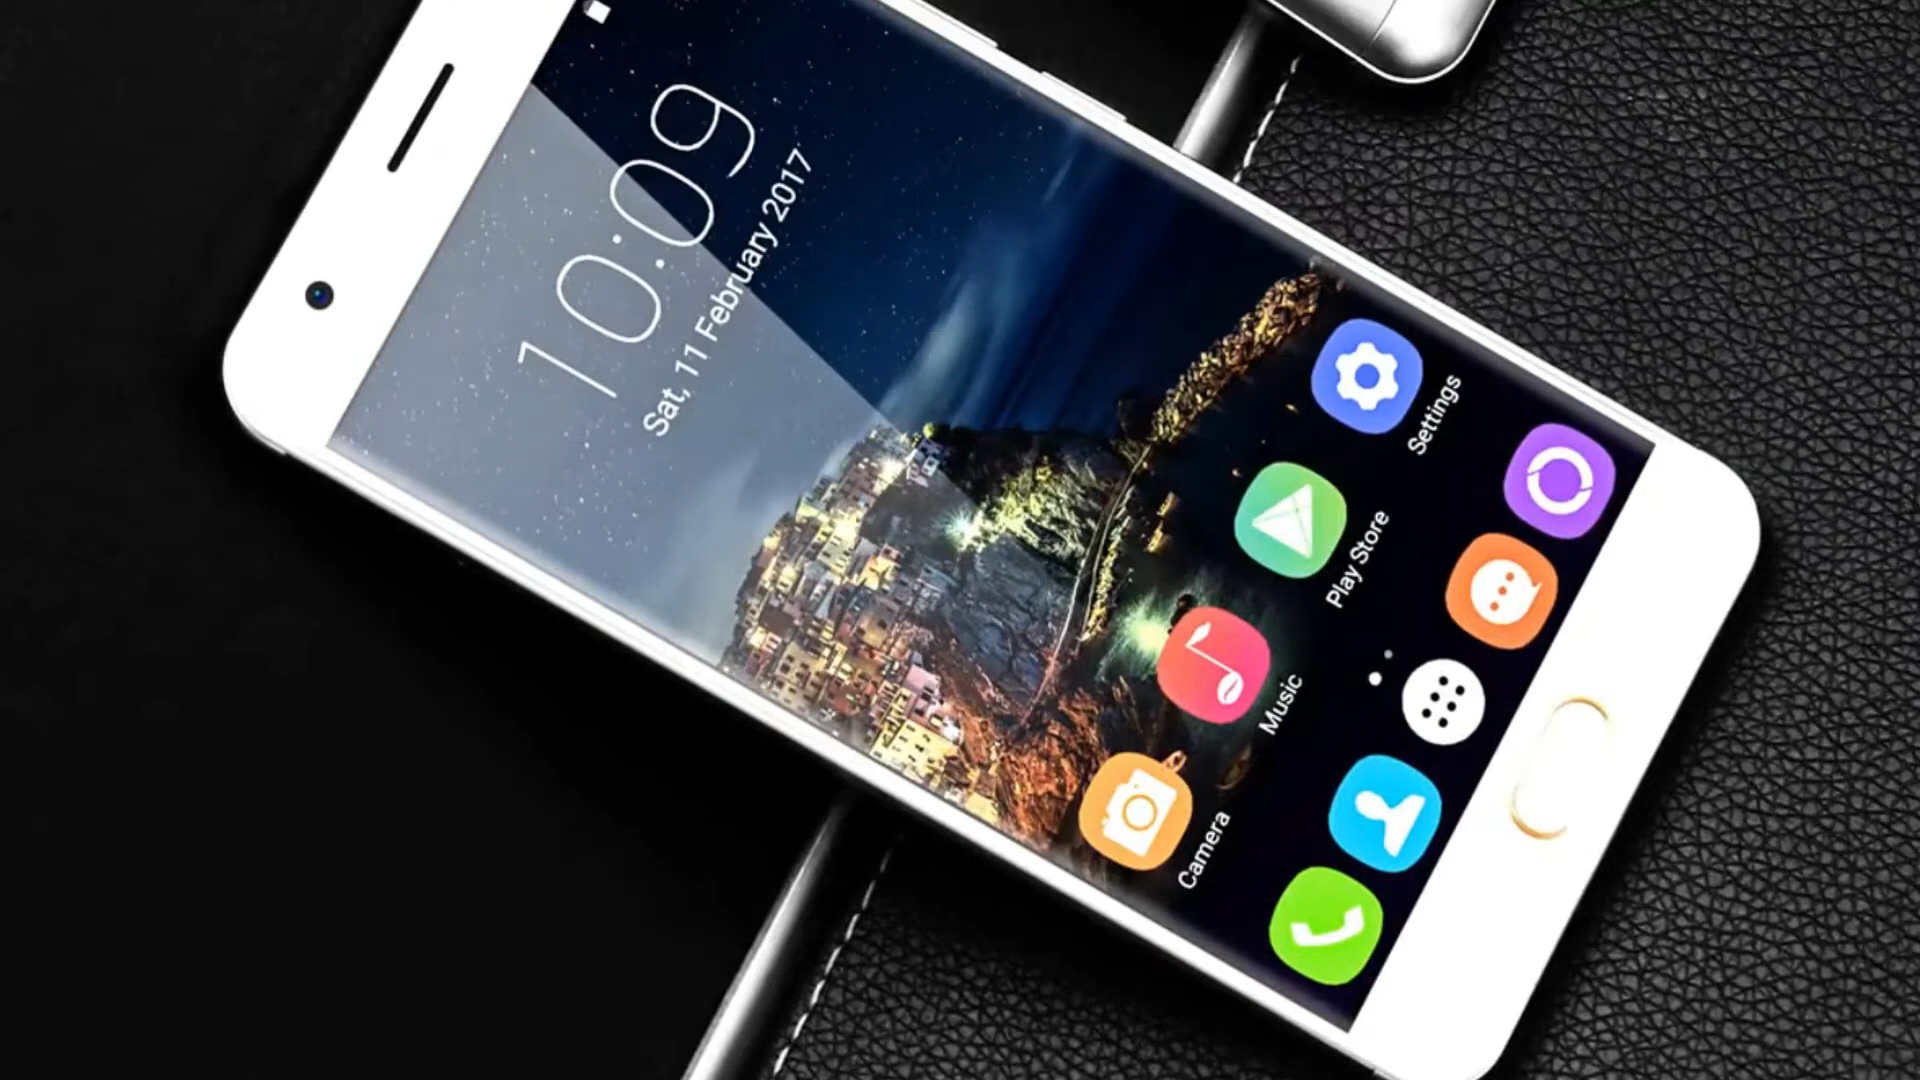 10:09
Sat, 11 February 2017
Camera
Music
Play Store
Settings